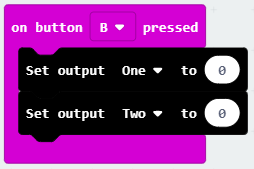 on button B pressed
Set output One to 0
Set output Two to 0